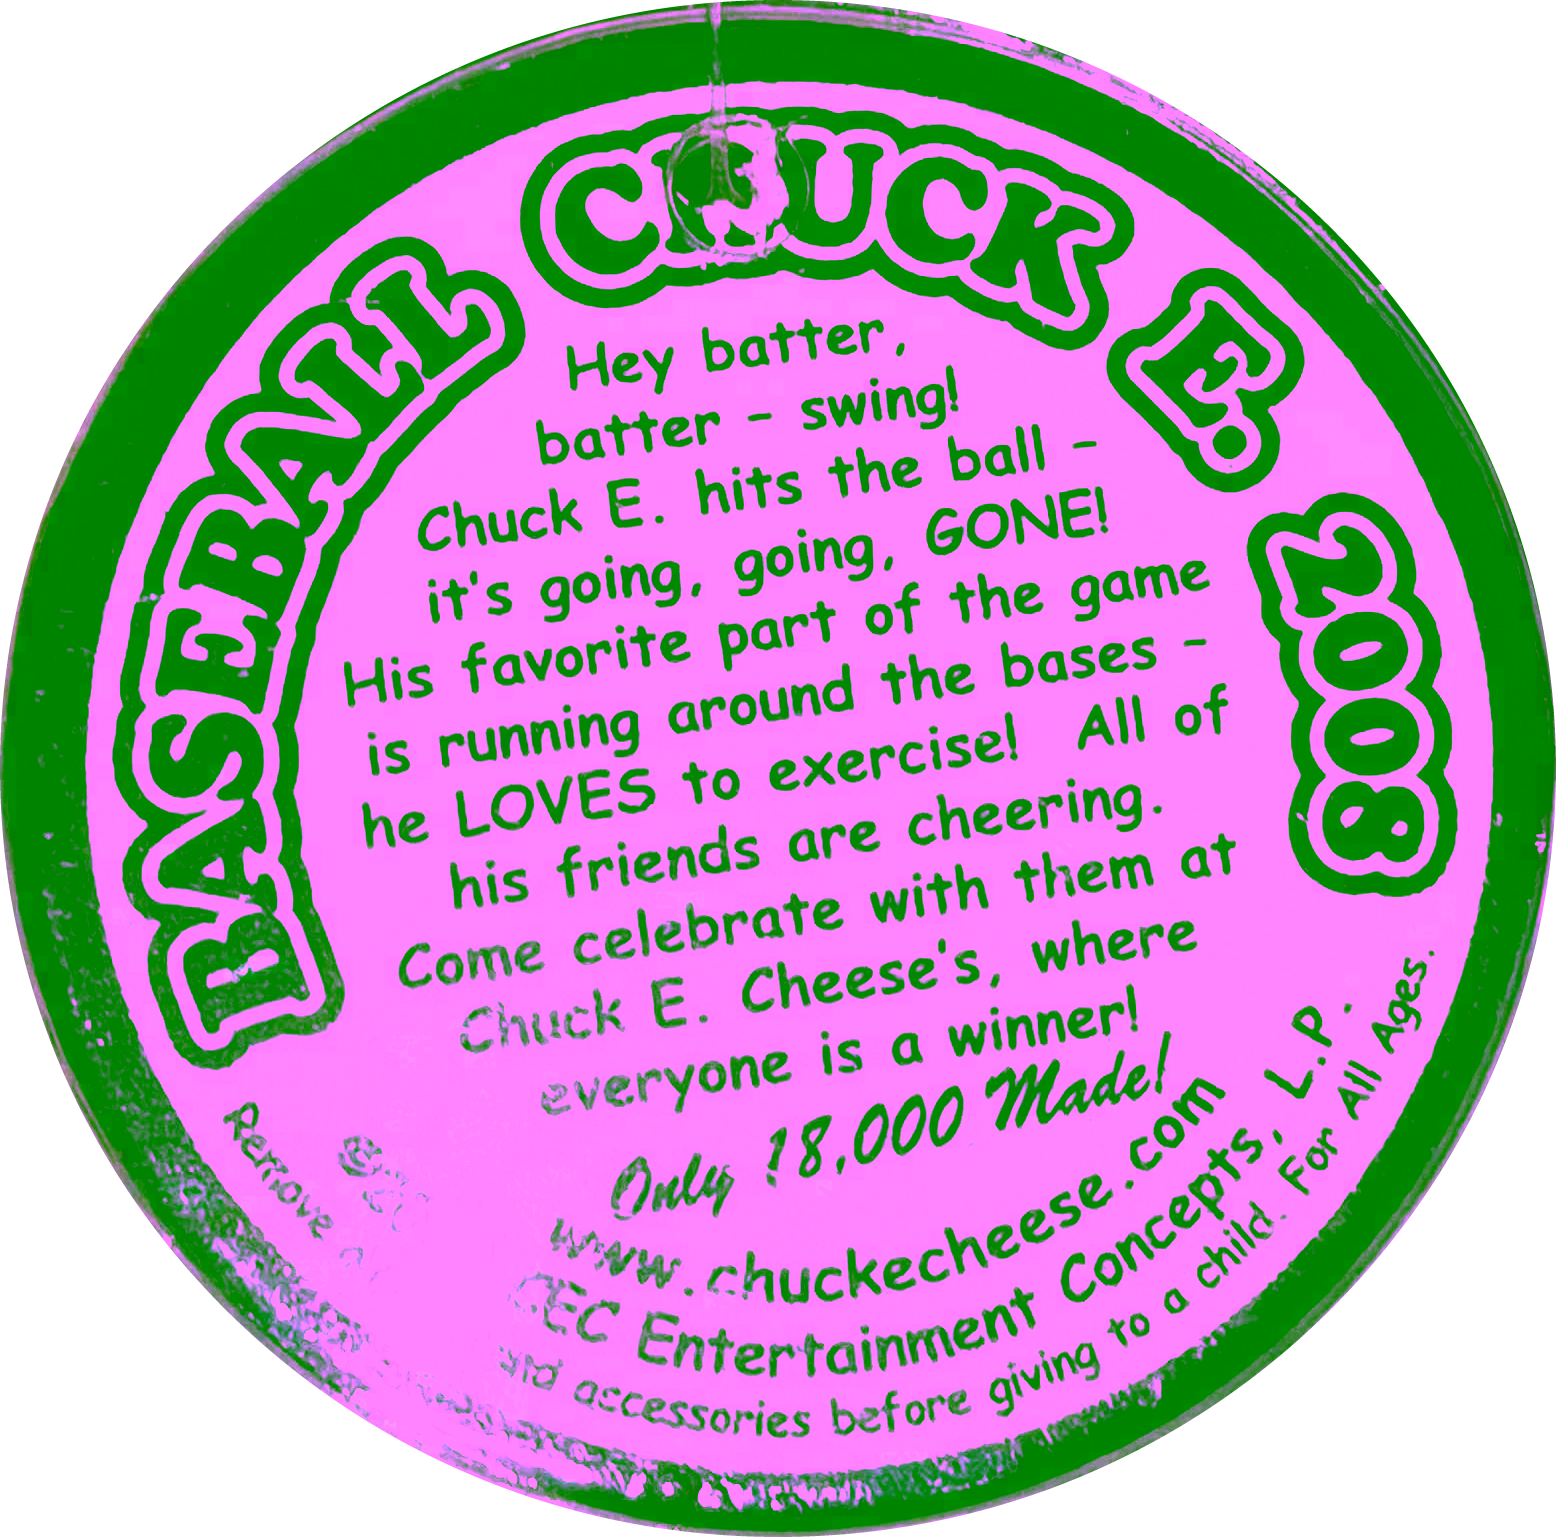 BASEBALL CHUCK E. 2008
Hey batter,
batter - swing!
Chuck E. hits the ball -
it's going, going, GONE!
His favorite part of the game
is running around the bases -
he LOVES to exercise!  All of
his friends are cheering.
Come celebrate with them at
Chuck E. Cheese's, where
everyone is a winner!
Only 18,000 Made!
www.chuckecheese.com
CEC Entertainment Concepts, L.P.
Remove and accessories before giving to a child. For All Ages.